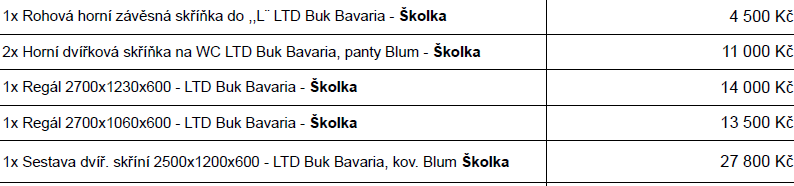 1x Rohová horní závěsná skříňka do ,,L¨ LTD Buk Bavaria - Školka 4 500 Kč
2x Horní dvířková skříňka na WC LTD Buk Bavaria, panty Blum - Školka 11 000 Kč
1x Regál 2700x1230x600 - LTD Buk Bavaria - Školka 14 000 Kč
1x Regál 2700x1060x600 - LTD Buk Bavaria - Školka 13 500 Kč
1x Sestava dvíř. skříní 2500x1200x600 - LTD Buk Bavaria, kov. Blum Školka 27 800 Kč